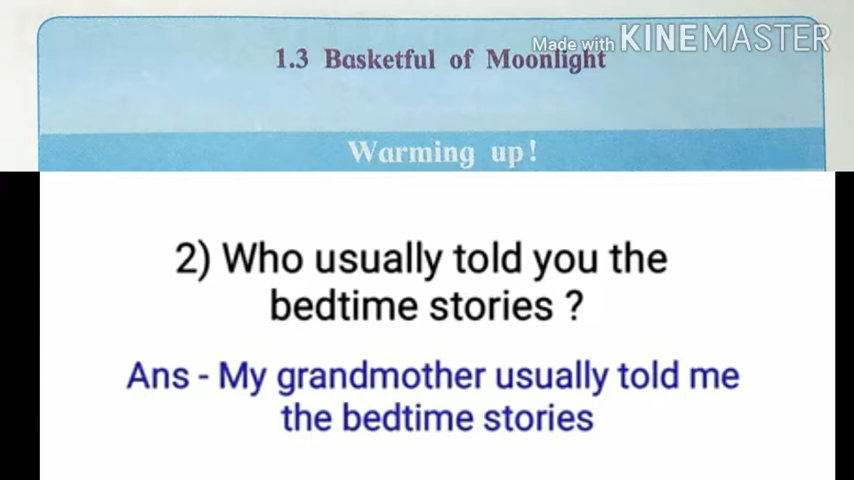 Made with KINEMASTER
1.3 Basketful of Moonlight
Warming up!
2) Who usually told you the
bedtime stories ?
Ans - My grandmother usually told me
the bedtime stories